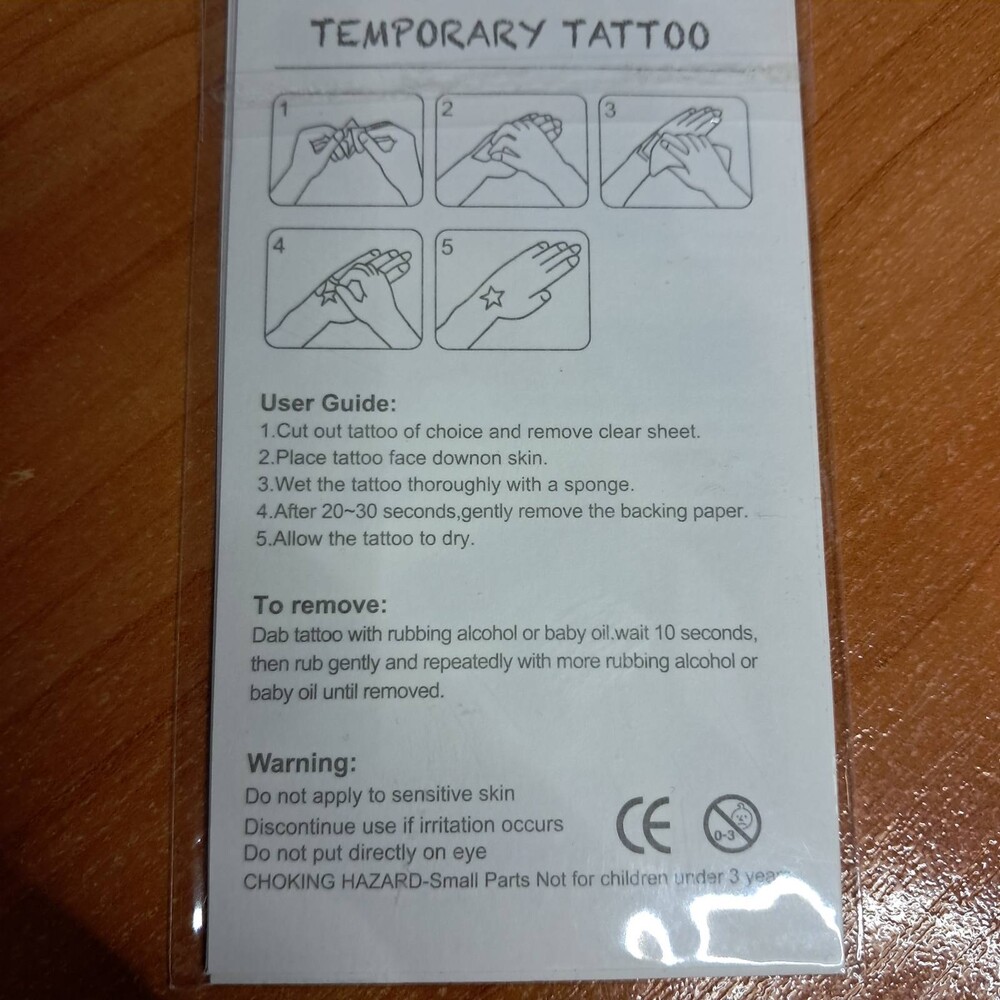 TEMPORARY TATTOO
1
2
3
4
5
User Guide:
1.Cut out tattoo of choice and remove clear sheet.
2.Place tattoo face downon skin.
3.Wet the tattoo thoroughly with a sponge.
4.After 20~30 seconds,gently remove the backing paper.
5.Allow the tattoo to dry.
To remove:
Dab tattoo with rubbing alcohol or baby oil.wait 10 seconds,
then rub gently and repeatedly with more rubbing alcohol or
baby oil until removed.
Warning:
Do not apply to sensitive skin
Discontinue use if irritation occurs
Do not put directly on eye
CE
0-3
CHOKING HAZARD-Small Parts Not for children under 3 years